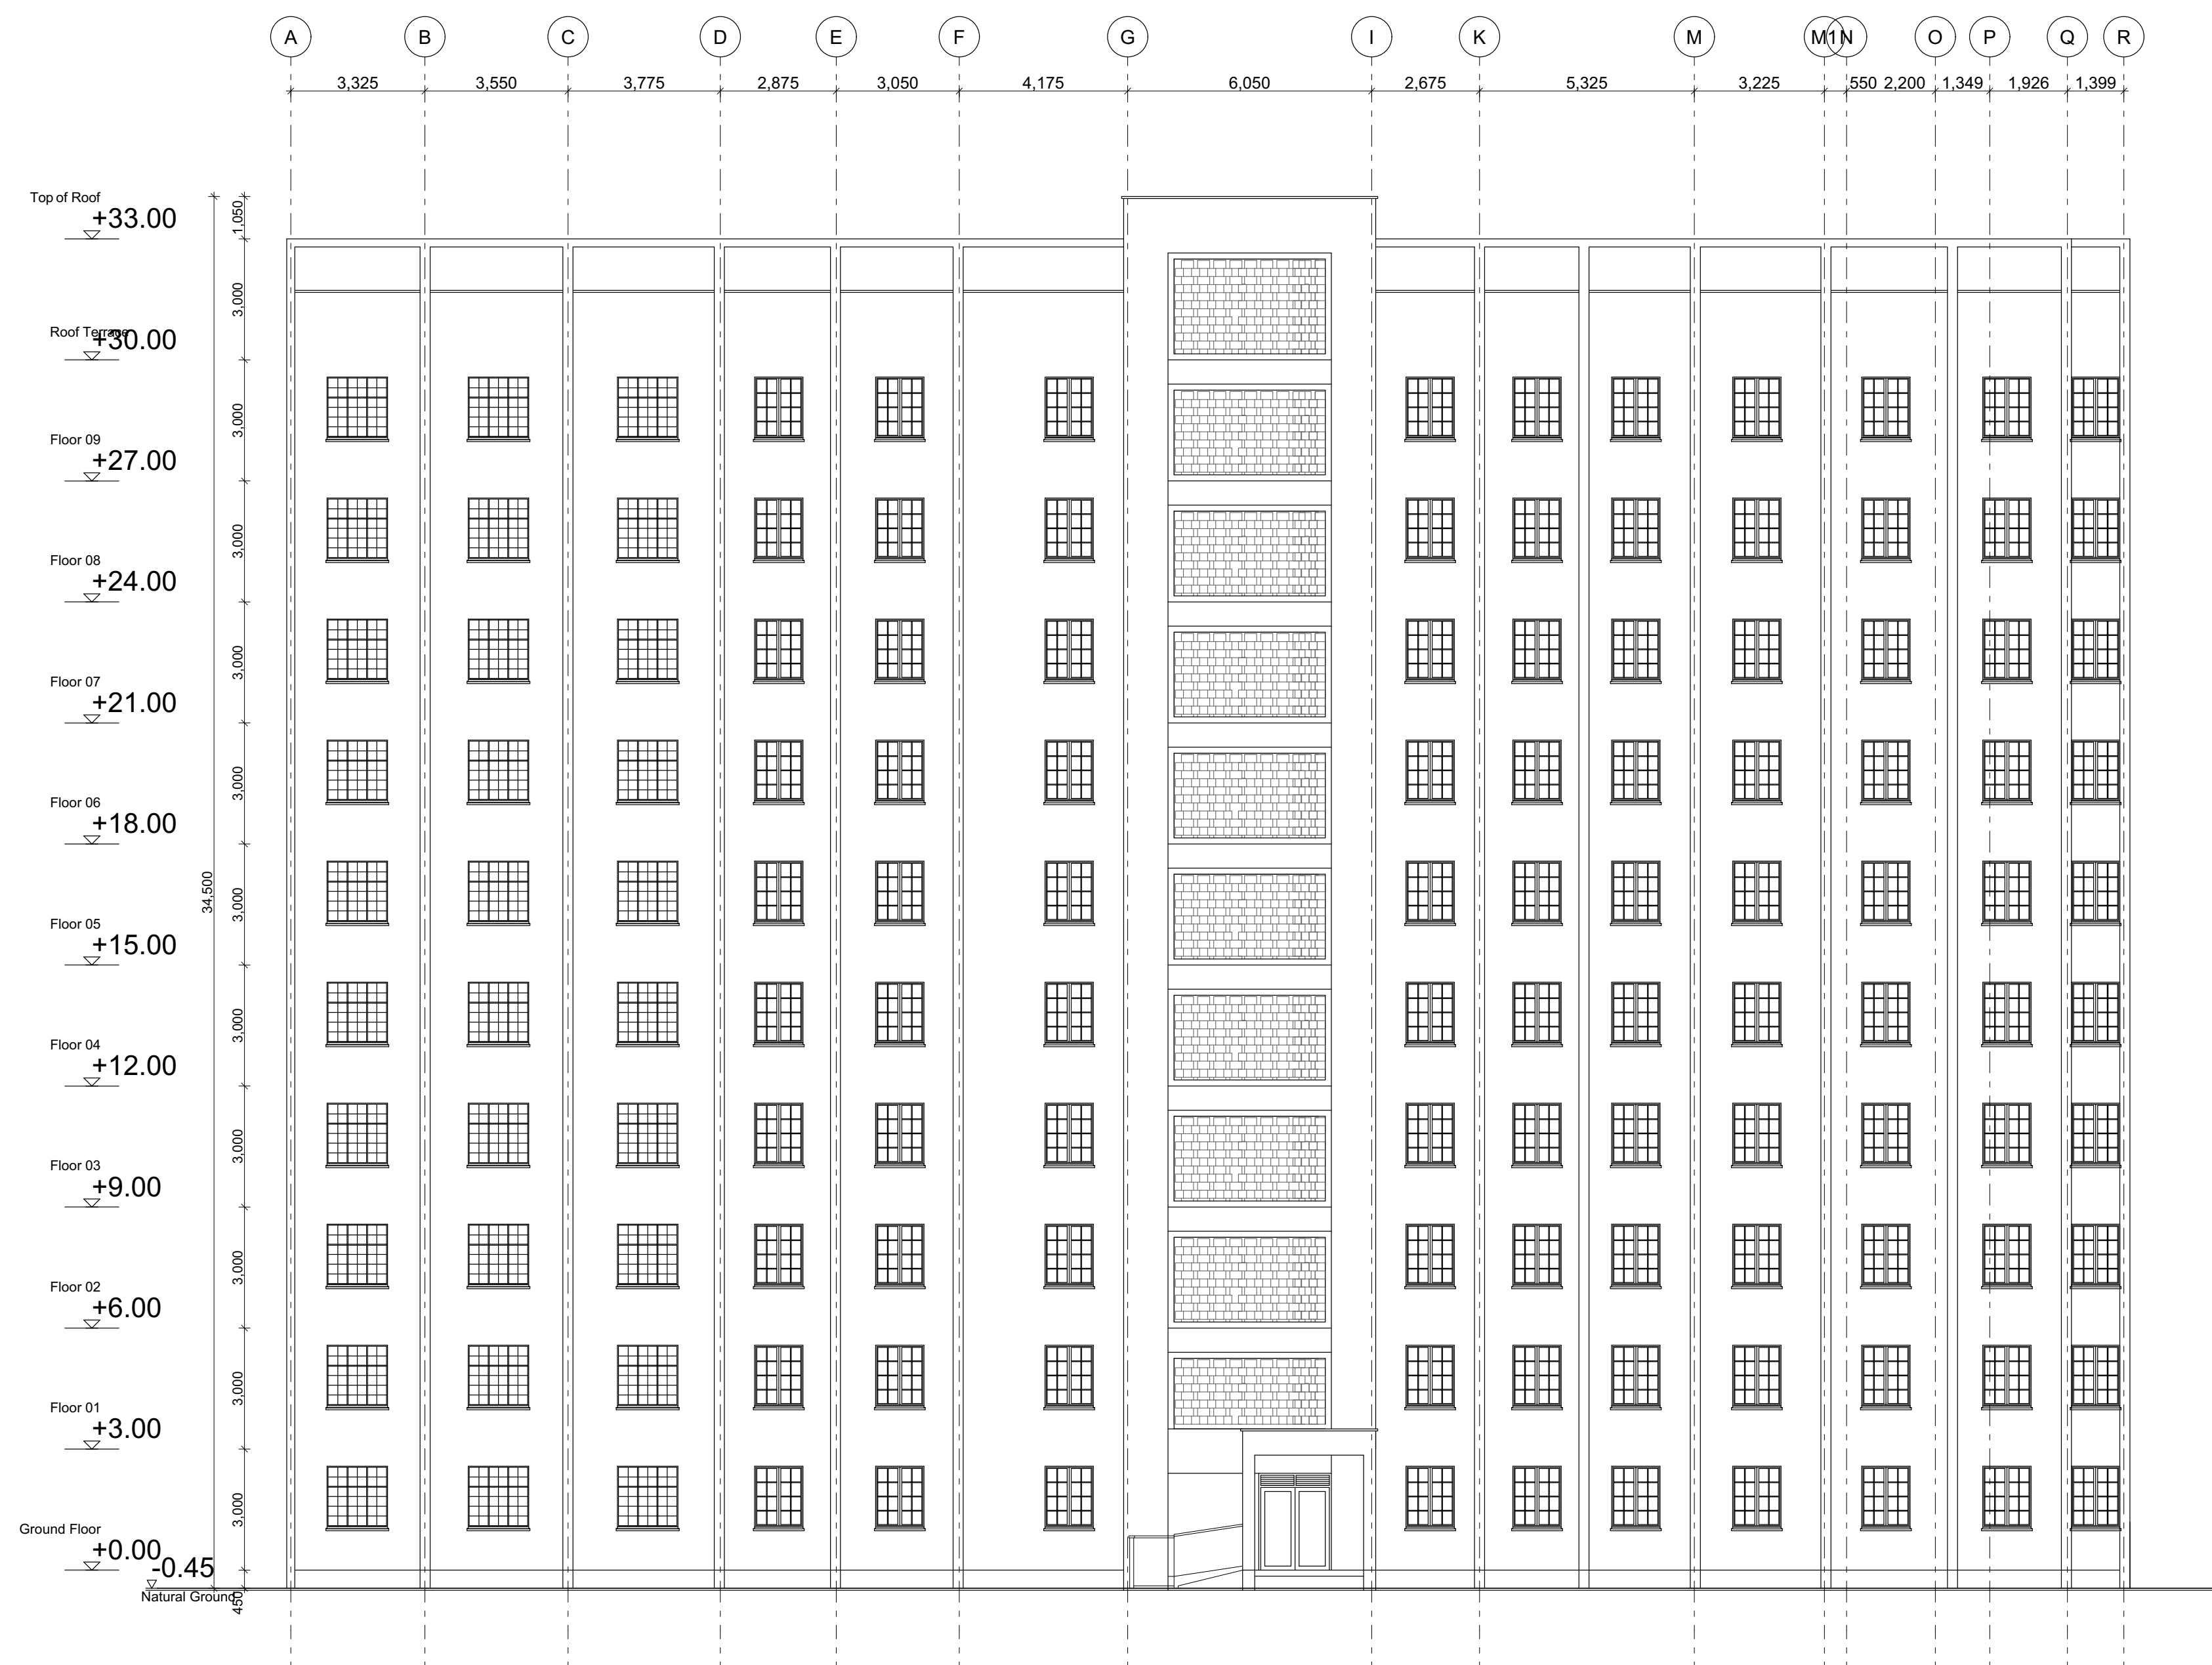 A B C D E F G I K M M1 N O P Q R
3,325 3,550 3,775 2,875 3,050 4,175 6,050 2,675 5,325 3,225 550 2,200 1,349 1,926 1,399
Top of Roof
+33.00
1,050
3,000
Roof Terrace
+30.00
3,000
Floor 09
+27.00
3,000
Floor 08
+24.00
3,000
Floor 07
+21.00
3,000
Floor 06
+18.00
34,500
3,000
Floor 05
+15.00
3,000
Floor 04
+12.00
3,000
Floor 03
+9.00
3,000
Floor 02
+6.00
3,000
Floor 01
+3.00
3,000
Ground Floor
+0.00
-0.45
Natural Ground
450